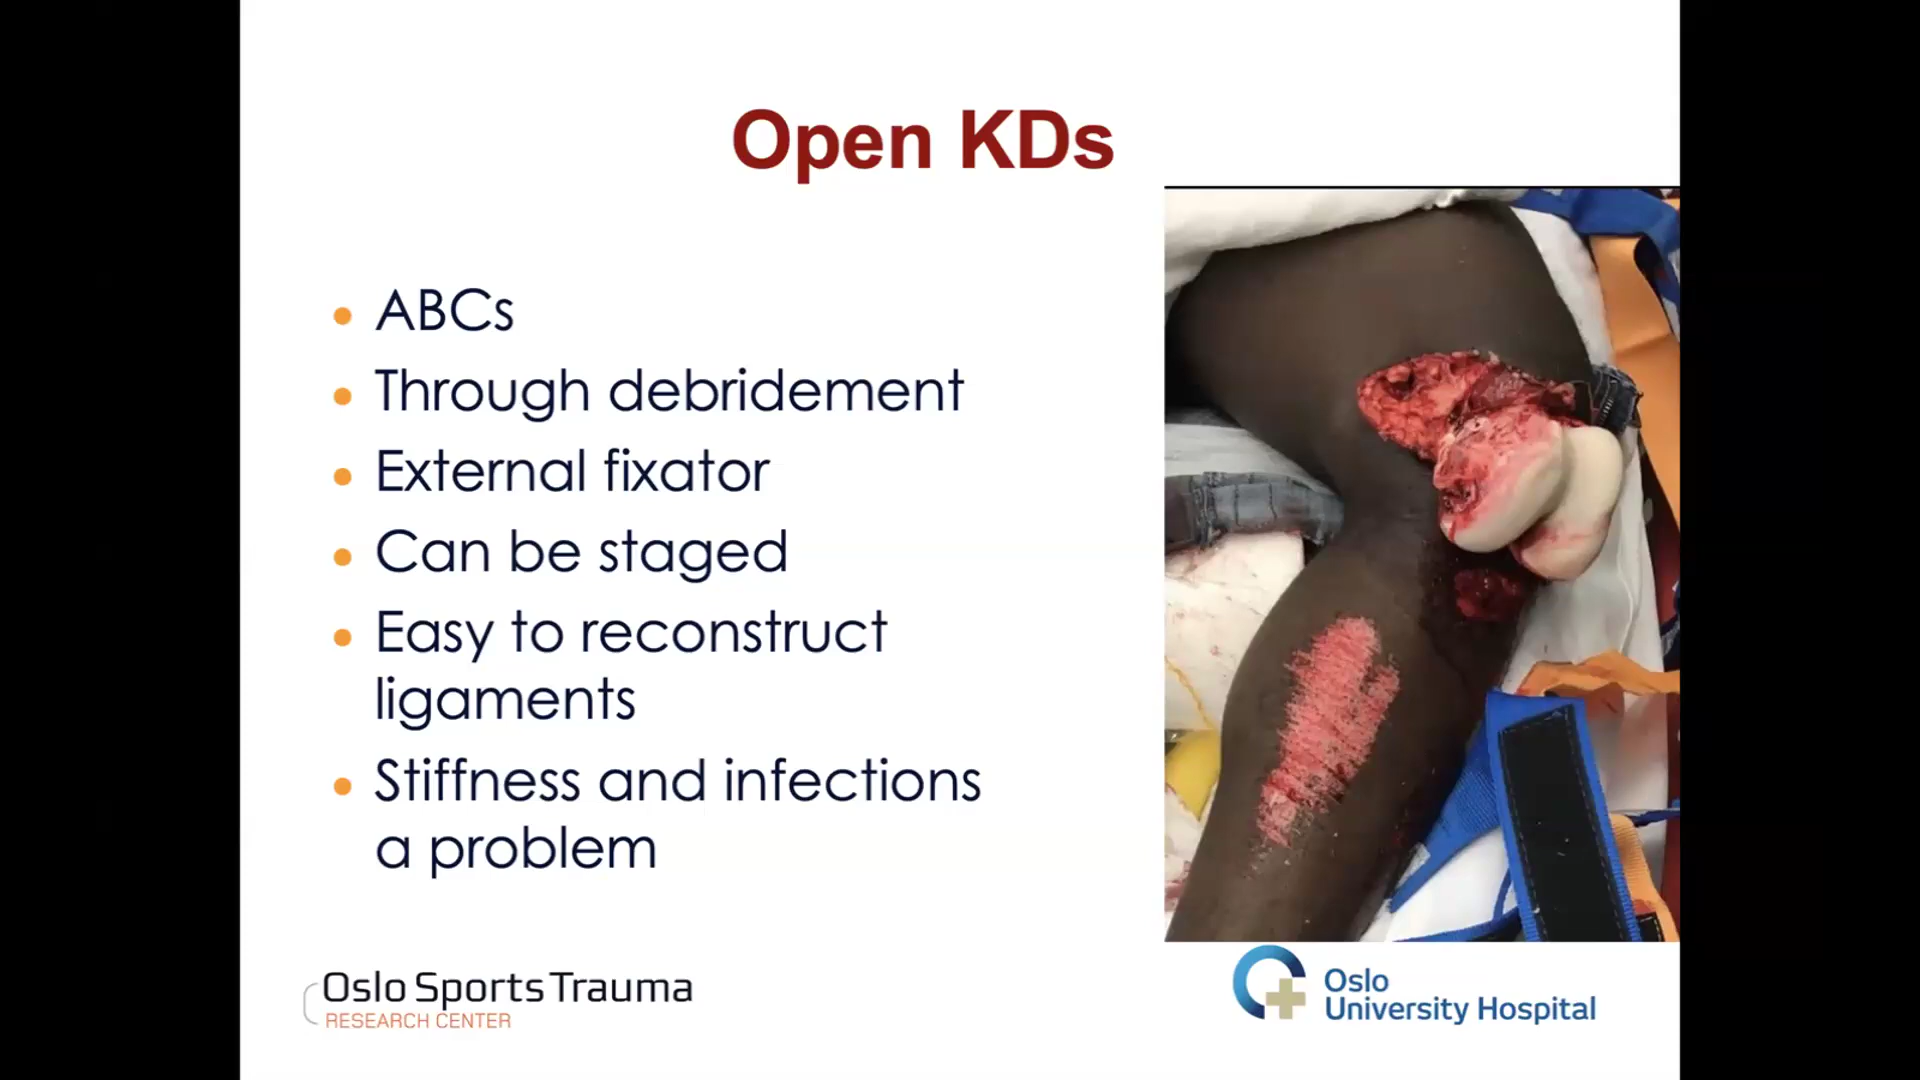 Open KDs
ABCs
Through debridement
External fixator
Can be staged
Easy to reconstruct
ligaments
Stiffness and infections
a problem
Oslo Sports Trauma
RESEARCH CENTER
Oslo
University Hospital